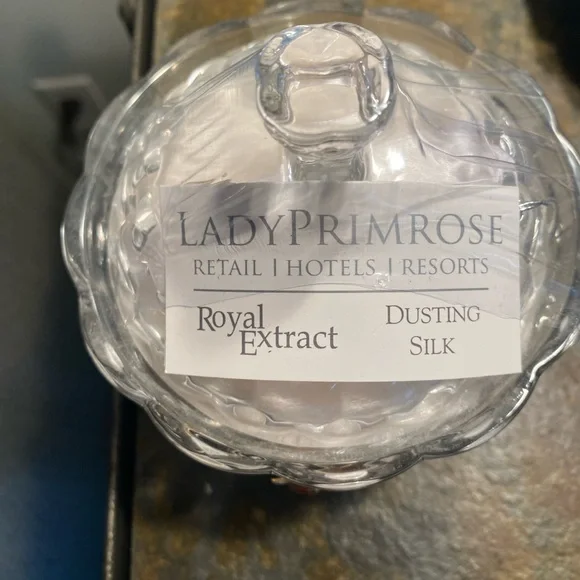 LADYPRIMROSE
RETAIL | HOTELS | RESORTS
Royal
Extract
DUSTING
SILK